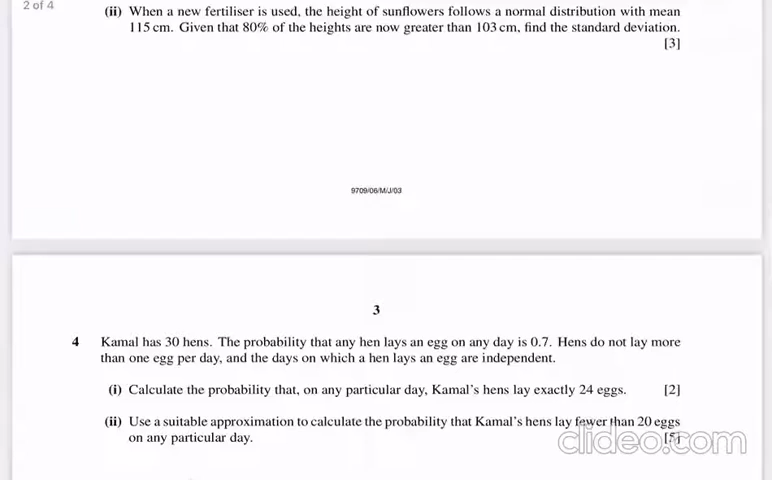 2 of 4
(ii) When a new fertiliser is used, the height of sunflowers follows a normal distribution with mean
115 cm. Given that 80% of the heights are now greater than 103 cm, find the standard deviation.
[3]
9709/06/M/J/03
3
4 Kamal has 30 hens. The probability that any hen lays an egg on any day is 0.7. Hens do not lay more
than one egg per day, and the days on which a hen lays an egg are independent.
(i) Calculate the probability that, on any particular day, Kamal's hens lay exactly 24 eggs. [2]
(ii) Use a suitable approximation to calculate the probability that Kamal's hens lay fewer than 20 eggs
on any particular day. [5]
clideo.com